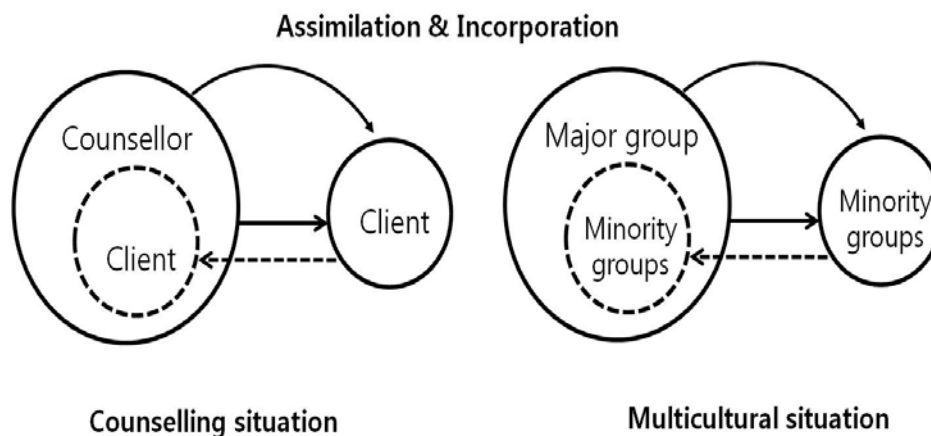 Assimilation & Incorporation
Counsellor
Client
Client
Major group
Minority
groups
Minority
groups
Counselling situation
Multicultural situation